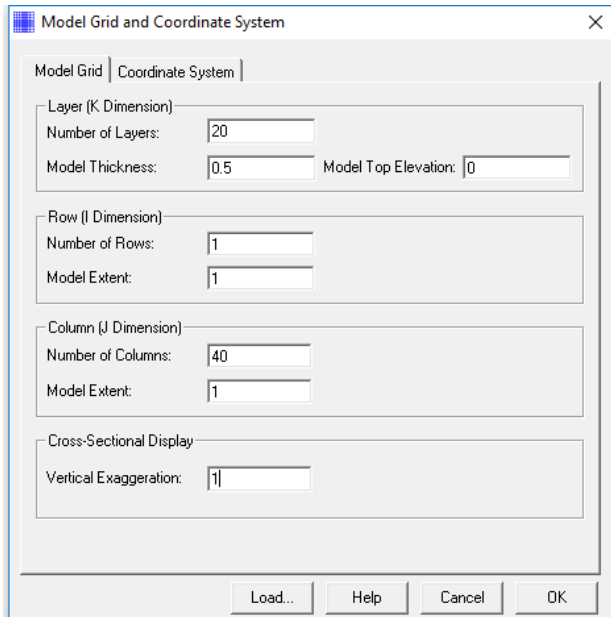 Model Grid and Coordinate System
Model Grid Coordinate System
Layer (K Dimension)
Number of Layers: 20
Model Thickness: 0.5 Model Top Elevation: 0
Row (I Dimension)
Number of Rows: 1
Model Extent: 1
Column (J Dimension)
Number of Columns: 40
Model Extent: 1
Cross-Sectional Display
Vertical Exaggeration: 1
Load... Help Cancel OK